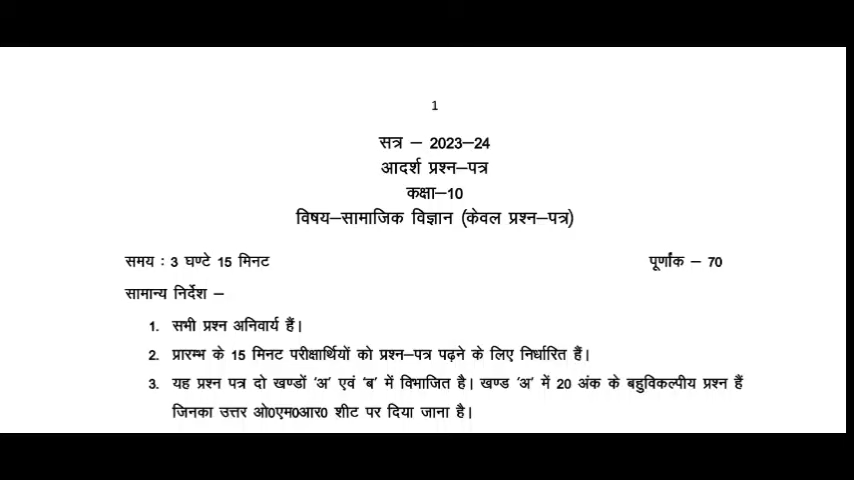 1
सत्र – 2023–24
आदर्श प्रश्न–पत्र
कक्षा–10
विषय–सामाजिक विज्ञान (केवल प्रश्न–पत्र)
समय : 3 घण्टे 15 मिनट पूर्णांक – 70
सामान्य निर्देश –
1. सभी प्रश्न अनिवार्य हैं।
2. प्रारम्भ के 15 मिनट परीक्षार्थियों को प्रश्न–पत्र पढ़ने के लिए निर्धारित हैं।
3. यह प्रश्न पत्र दो खण्डों ‘अ’ एवं ‘ब’ में विभाजित है। खण्ड ‘अ’ में 20 अंक के बहुविकल्पीय प्रश्न हैं
जिनका उत्तर ओ0एम0आर0 शीट पर दिया जाना है।